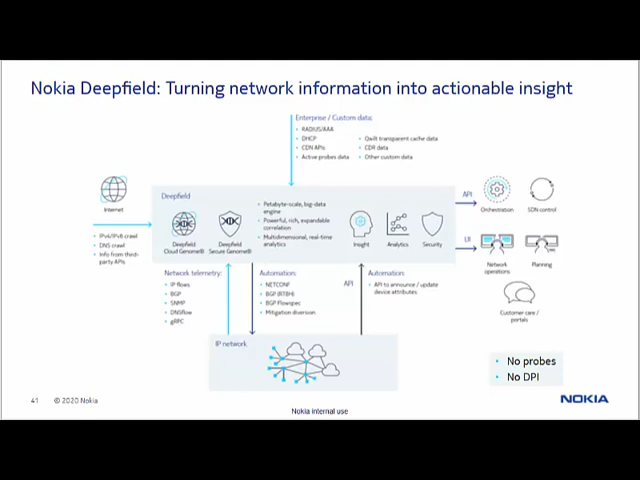 Nokia Deepfield: Turning network information into actionable insight
Enterprise / Custom data:
• RADIUS/AAA
• DHCP
• CDN APIs
• Active probes data
• Qwilt transparent cache data
• CDR data
• Other custom data
Internet
• IPv4/IPv6 crawl
• DNS crawl
• Info from third-
party APIs
Deepfield
Deepfield
Cloud Genome®
Deepfield
Secure Genome®
• Petabyte-scale, big-data
engine
• Powerful, rich, expandable
correlation
• Multidimensional, real-time
analytics
Insight
Analytics
Security
API
UI
Orchestration
SDN control
Network
operations
Planning
Customer care /
portals
Network telemetry:
• IP flows
• BGP
• SNMP
• DNSflow
• gRPC
Automation:
• NETCONF
• BGP (RTBH)
• BGP Flowspec
• Mitigation diversion
API
Automation:
• API to announce / update
device attributes
IP network
• No probes
• No DPI
41 © 2020 Nokia
Nokia internal use
NOKIA